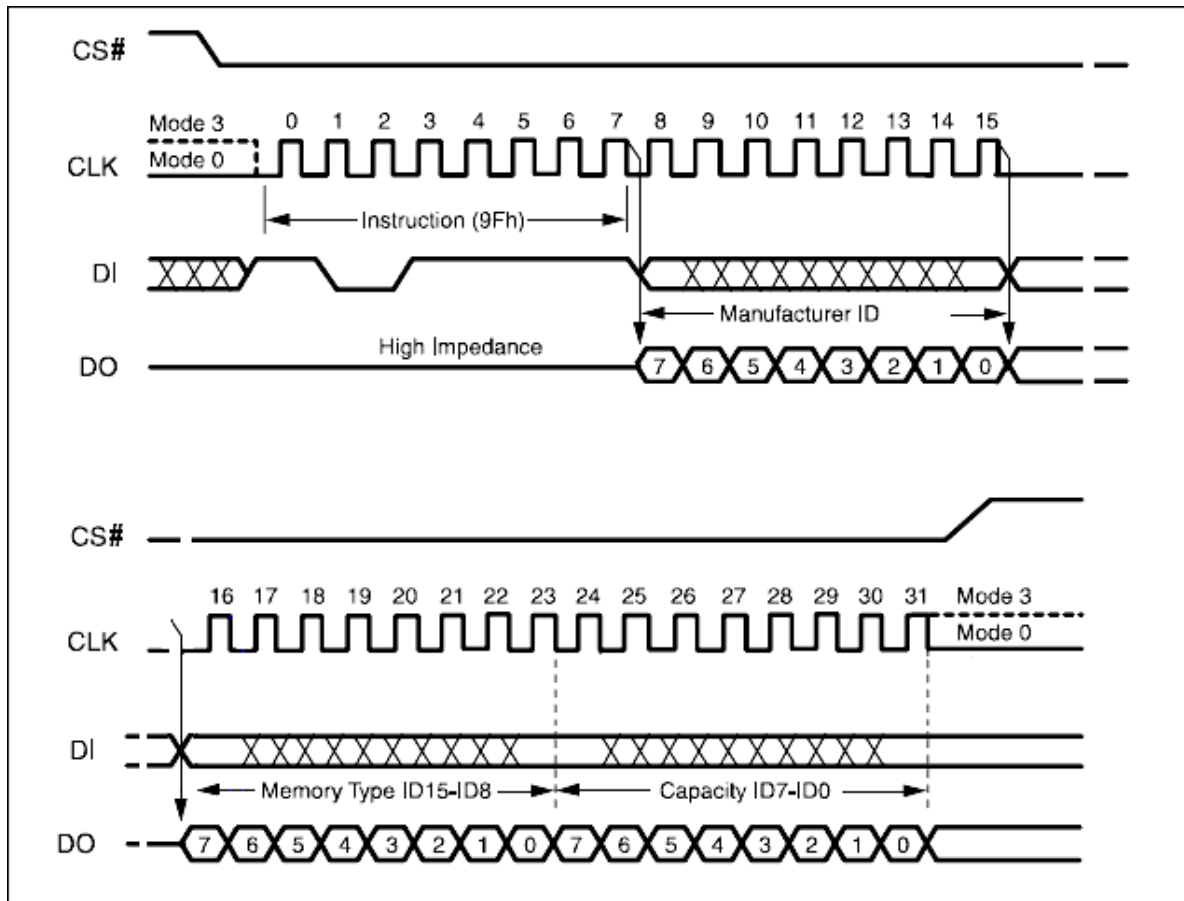 CS#
Mode 3
0 1 2 3 4 5 6 7 8 9 10 11 12 13 14 15
CLK
Mode 0
Instruction (9Fh)
DI
Manufacturer ID
High Impedance
DO
7 6 5 4 3 2 1 0
CS#
16 17 18 19 20 21 22 23 24 25 26 27 28 29 30 31
Mode 3
CLK
Mode 0
DI
Memory Type ID15-ID8
Capacity ID7-ID0
DO
7 6 5 4 3 2 1 0 7 6 5 4 3 2 1 0